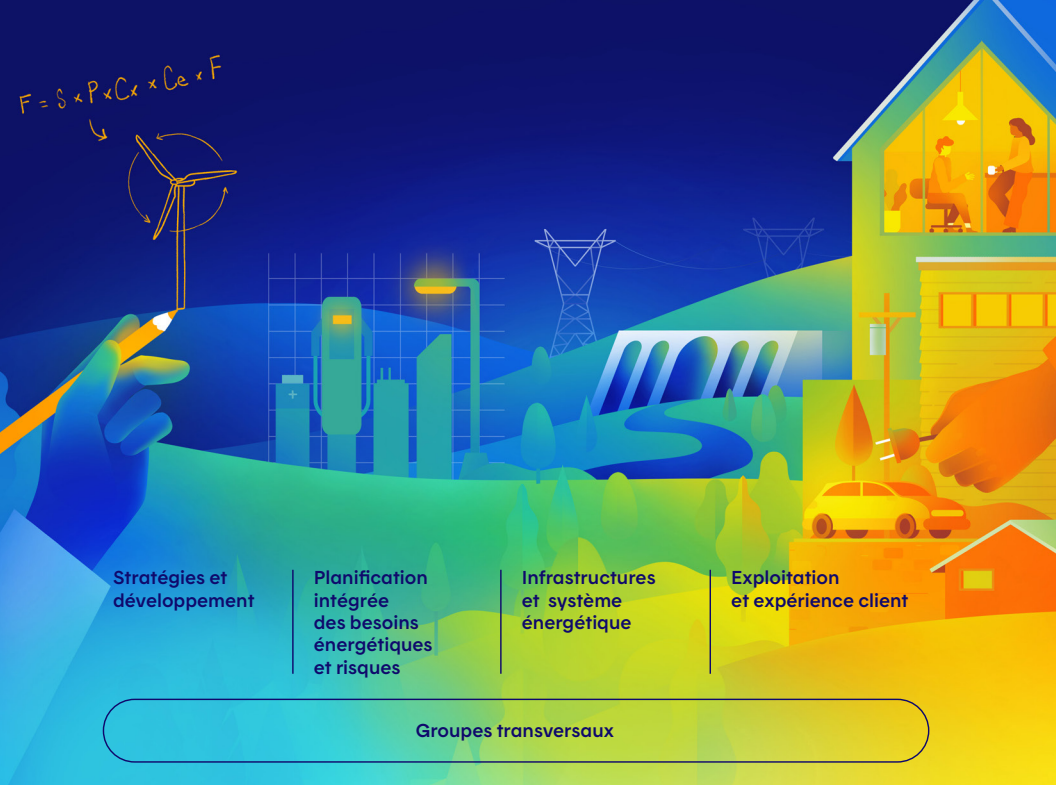 F = S x P x Cx x Ce x F
Stratégies et
développement
Planification
intégrée
des besoins
énergétiques
et risques
Infrastructures
et système
énergétique
Exploitation
et expérience client
Groupes transversaux